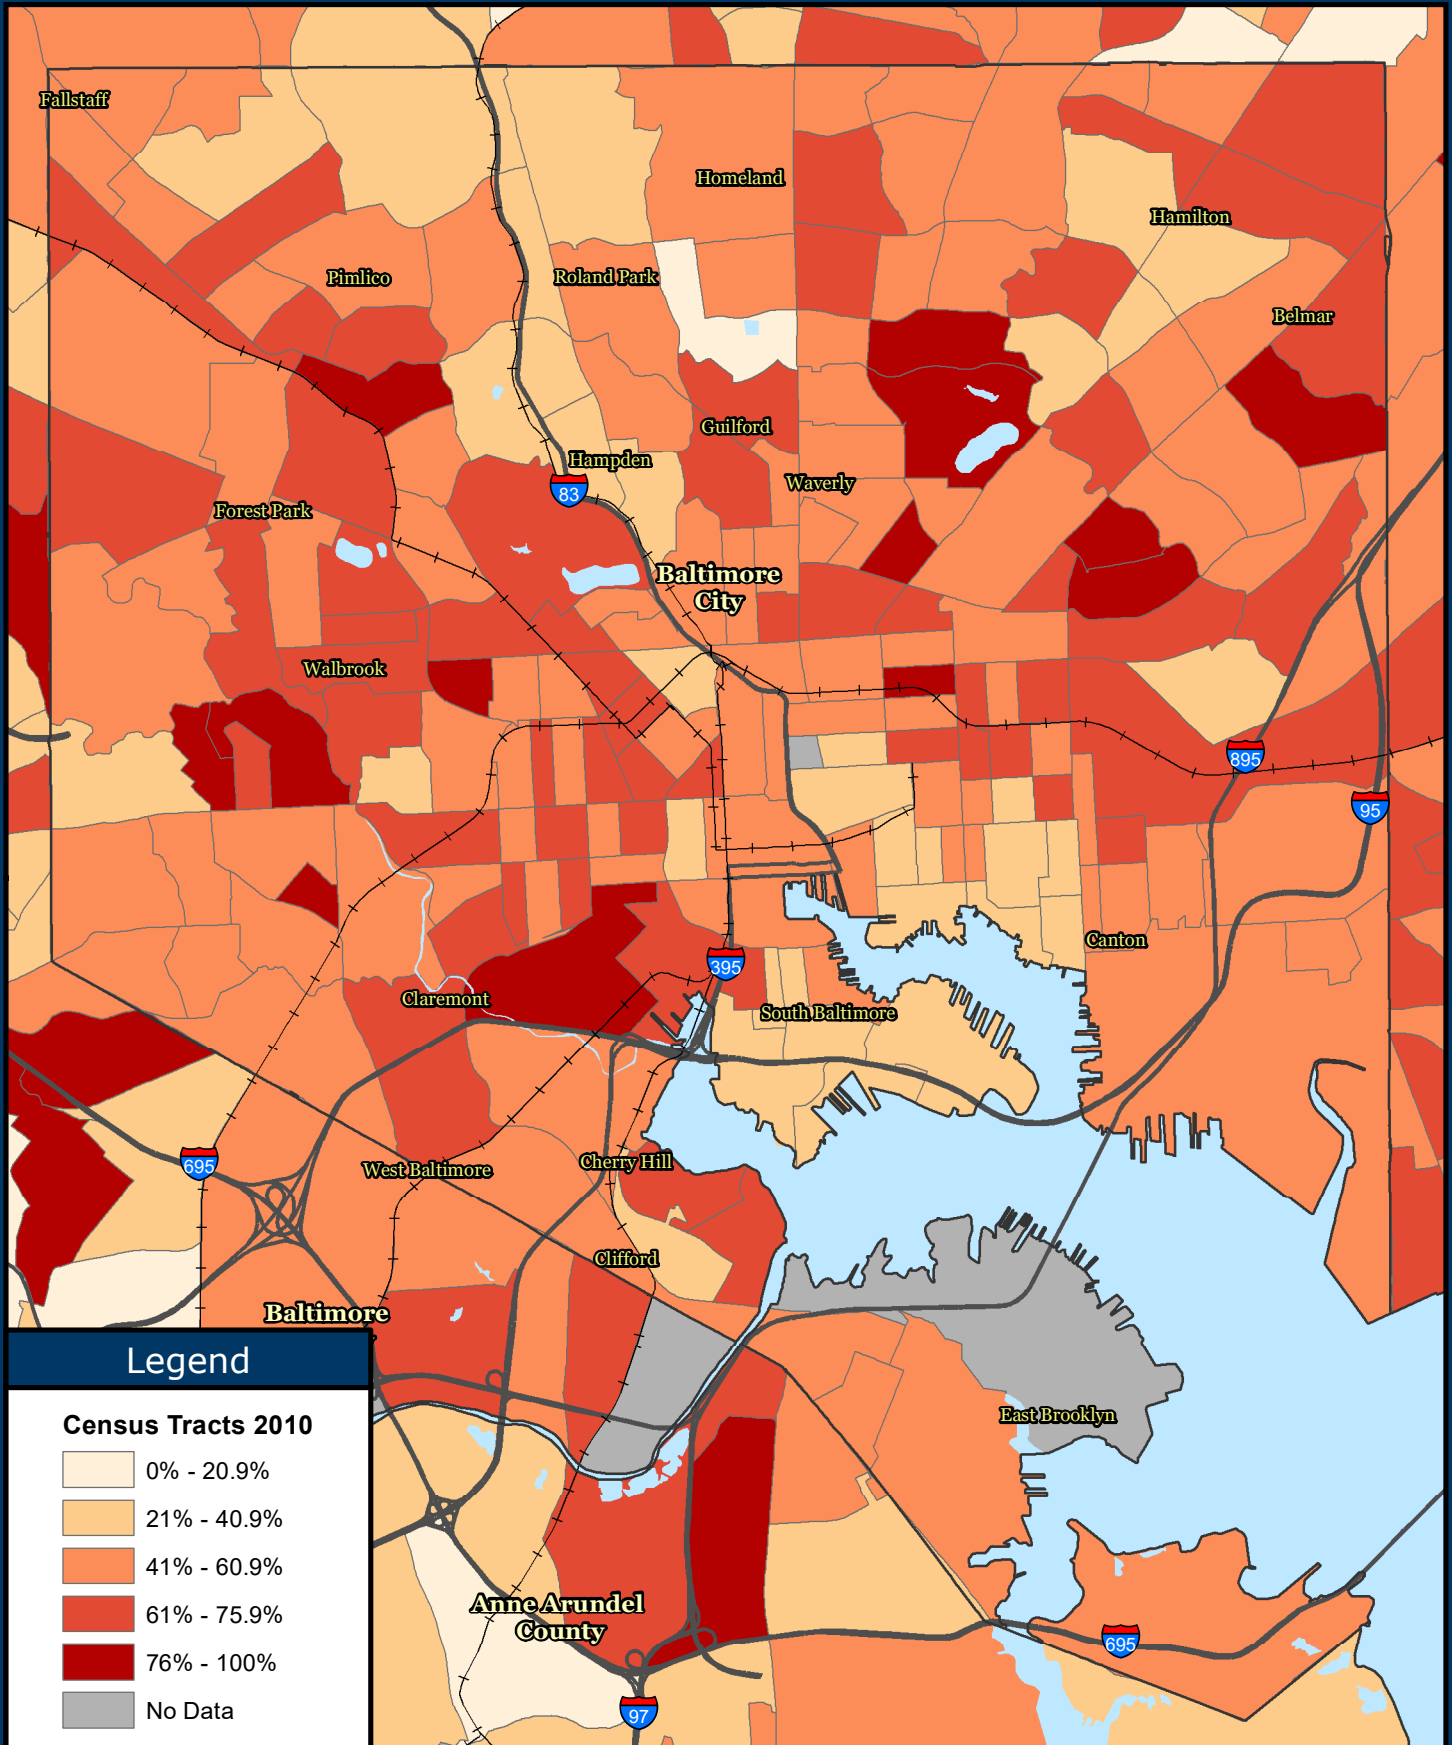 Fallstaff
Homeland
Hamilton
Pimlico
Roland Park
Belmar
Guilford
Hampden
Waverly
83
Forest Park
Baltimore
City
Walbrook
895
95
Canton
395
Claremont
South Baltimore
695
West Baltimore
Cherry Hill
Clifford
Baltimore
East Brooklyn
Anne Arundel
County
695
97
Legend
Census Tracts 2010
0% - 20.9%
21% - 40.9%
41% - 60.9%
61% - 75.9%
76% - 100%
No Data